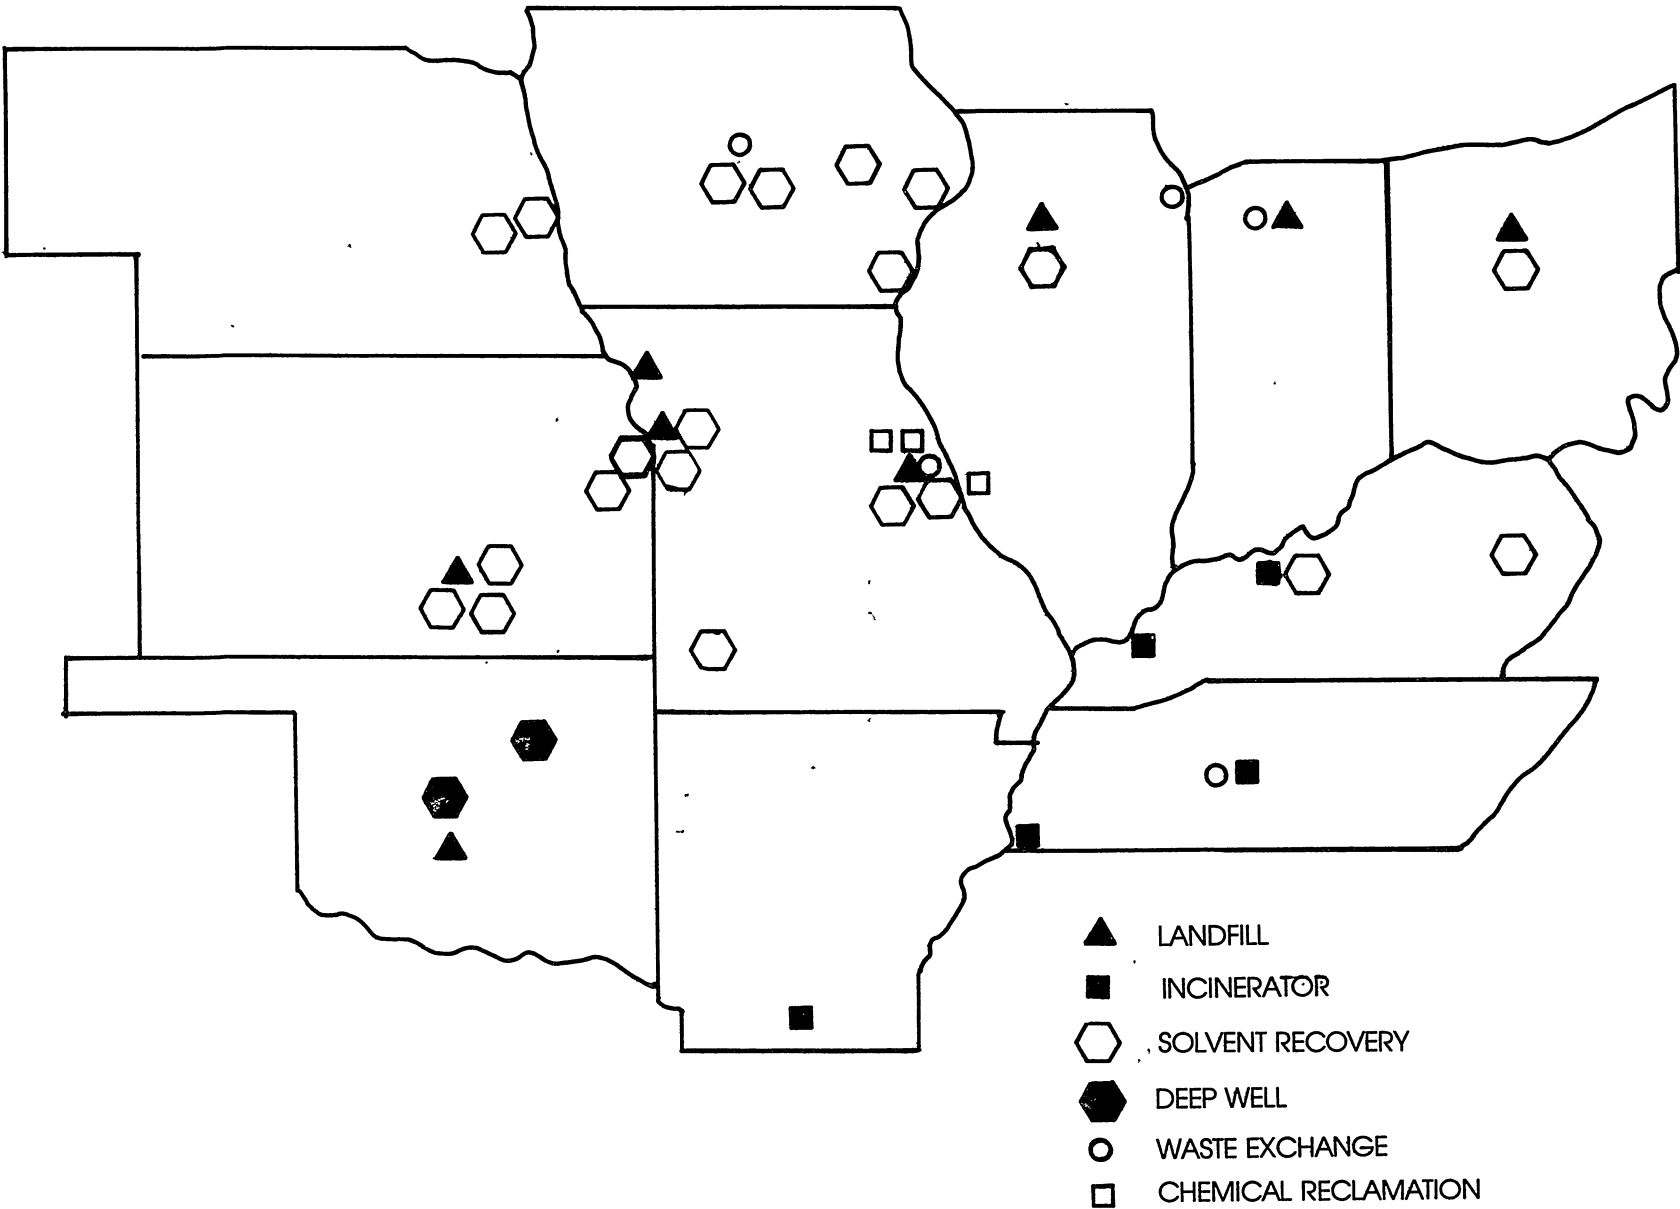 LANDFILL
INCINERATOR
SOLVENT RECOVERY
DEEP WELL
WASTE EXCHANGE
CHEMICAL RECLAMATION